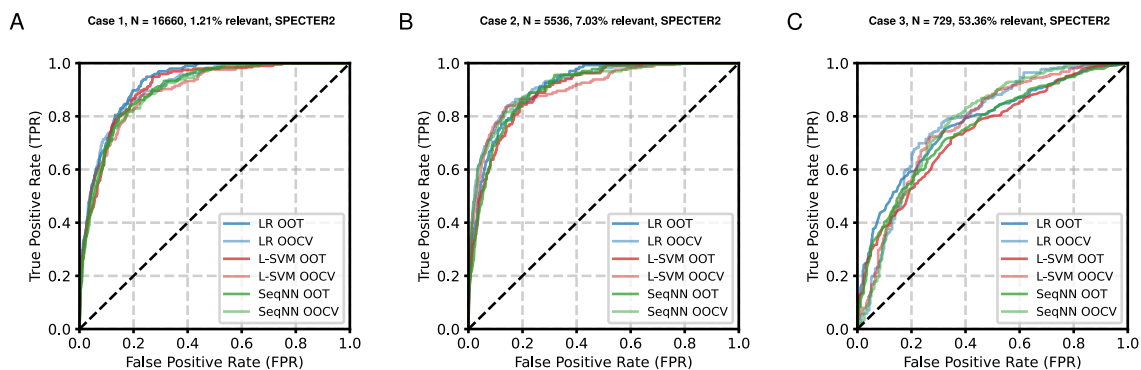 A
Case 1, N = 16660, 1.21% relevant, SPECTER2
True Positive Rate (TPR)
1.0
0.8
0.6
0.4
0.2
0.0
LR OOT
LR OOCV
L-SVM OOT
L-SVM OOCV
SeqNN OOT
SeqNN OOCV
0.0 0.2 0.4 0.6 0.8 1.0
False Positive Rate (FPR)
B
Case 2, N = 5536, 7.03% relevant, SPECTER2
True Positive Rate (TPR)
1.0
0.8
0.6
0.4
0.2
0.0
LR OOT
LR OOCV
L-SVM OOT
L-SVM OOCV
SeqNN OOT
SeqNN OOCV
0.0 0.2 0.4 0.6 0.8 1.0
False Positive Rate (FPR)
C
Case 3, N = 729, 53.36% relevant, SPECTER2
True Positive Rate (TPR)
1.0
0.8
0.6
0.4
0.2
0.0
LR OOT
LR OOCV
L-SVM OOT
L-SVM OOCV
SeqNN OOT
SeqNN OOCV
0.0 0.2 0.4 0.6 0.8 1.0
False Positive Rate (FPR)